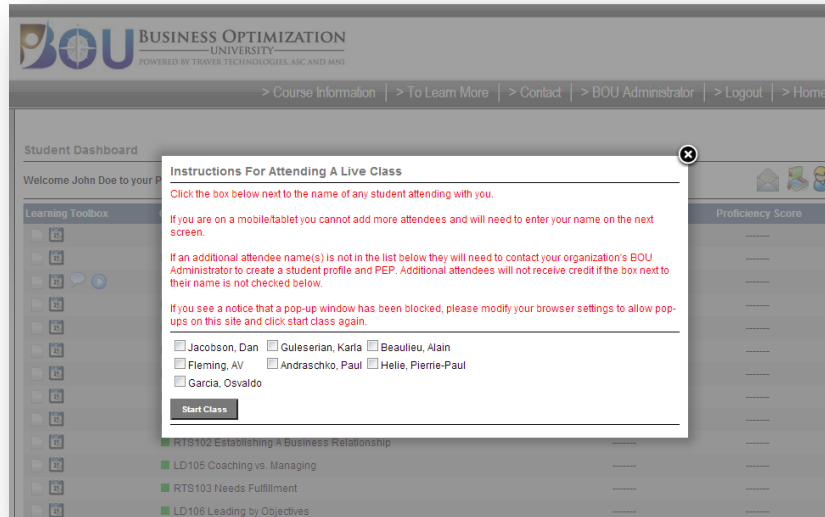 BOU BUSINESS OPTIMIZATION
UNIVERSITY
POWERED BY TRAVER TECHNOLOGIES, ASC AND MNI.
> Course Information | > To Learn More | > Contact | > BOU Administrator | > Logout | > Home
Student Dashboard
Welcome John Doe to your P
Learning Toolbox
Proficiency Score
Instructions For Attending A Live Class
Click the box below next to the name of any student attending with you.
If you are on a mobile/tablet you cannot add more attendees and will need to enter your name on the next
screen.
If an additional attendee name(s) is not in the list below they will need to contact your organization's BOU
Administrator to create a student profile and PEP. Additional attendees will not receive credit if the box next to
their name is not checked below.
If you see a notice that a pop-up window has been blocked, please modify your browser settings to allow pop-
ups on this site and click start class again.
Jacobson, Dan Guleserian, Karla Beaulieu, Alain
Fleming, AV Andraschko, Paul Helie, Pierrie-Paul
Garcia, Osvaldo
Start Class
RTS102 Establishing A Business Relationship -------- --------
LD105 Coaching vs. Managing -------- --------
RTS103 Needs Fulfillment -------- --------
LD106 Leading by Objectives -------- --------